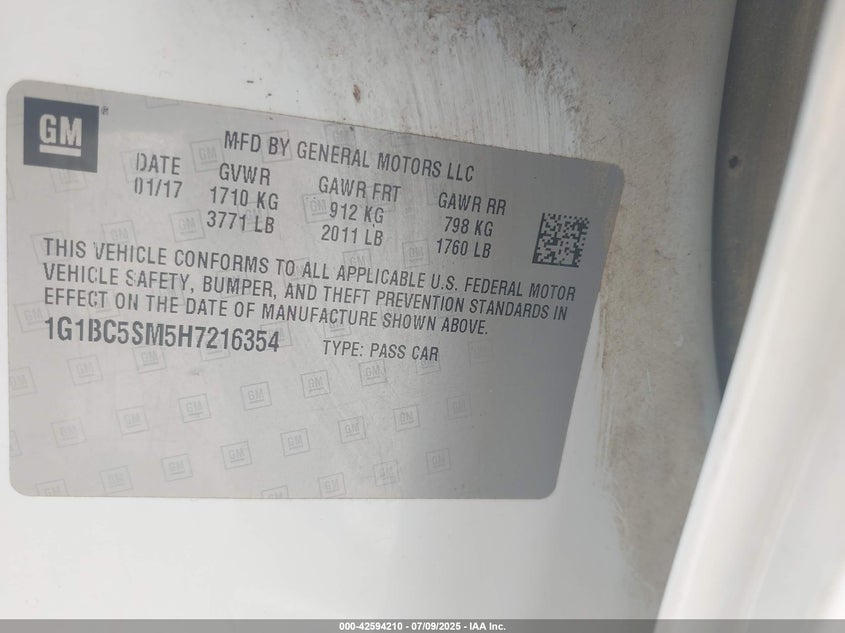 GM
MFD BY GENERAL MOTORS LLC
DATE GVWR GAWR FRT GAWR RR
01/17 1710 KG 912 KG 798 KG
3771 LB 2011 LB 1760 LB
THIS VEHICLE CONFORMS TO ALL APPLICABLE U.S. FEDERAL MOTOR
VEHICLE SAFETY, BUMPER, AND THEFT PREVENTION STANDARDS IN
EFFECT ON THE DATE OF MANUFACTURE SHOWN ABOVE.
1G1BC5SM5H7216354 TYPE: PASS CAR
000-42594210 - 07/09/2025 - IAA Inc.